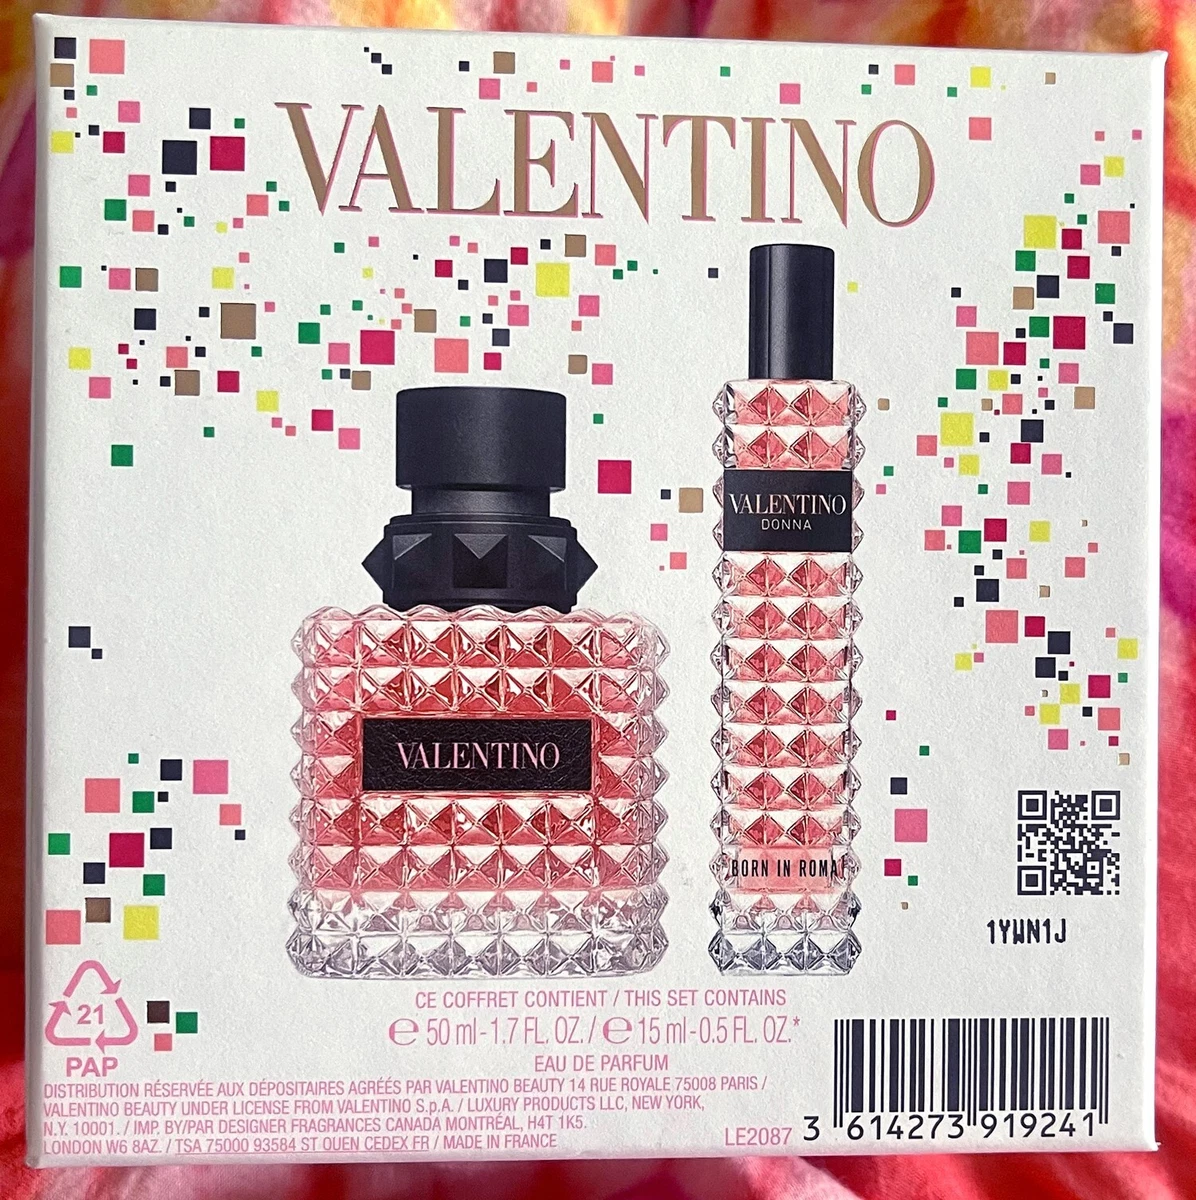 VALENTINO
VALENTINO
DONNA
VALENTINO
BORN IN ROMA
1YWN1J
CE COFFRET CONTIENT / THIS SET CONTAINS
℮ 50 ml - 1.7 FL. OZ. / ℮ 15 ml - 0.5 FL. OZ.*
EAU DE PARFUM
21
PAP
DISTRIBUTION RÉSERVÉE AUX DÉPOSITAIRES AGRÉÉS PAR VALENTINO BEAUTY 14 RUE ROYALE 75008 PARIS /
VALENTINO BEAUTY UNDER LICENSE FROM VALENTINO S.p.A. / LUXURY PRODUCTS LLC, NEW YORK,
N.Y. 10001. / IMP. BY/PAR DESIGNER FRAGRANCES CANADA MONTRÉAL, H4T 1K5.
LONDON W6 8AZ. / TSA 75000 93584 ST OUEN CEDEX FR / MADE IN FRANCE
LE2087
3 614273 919241